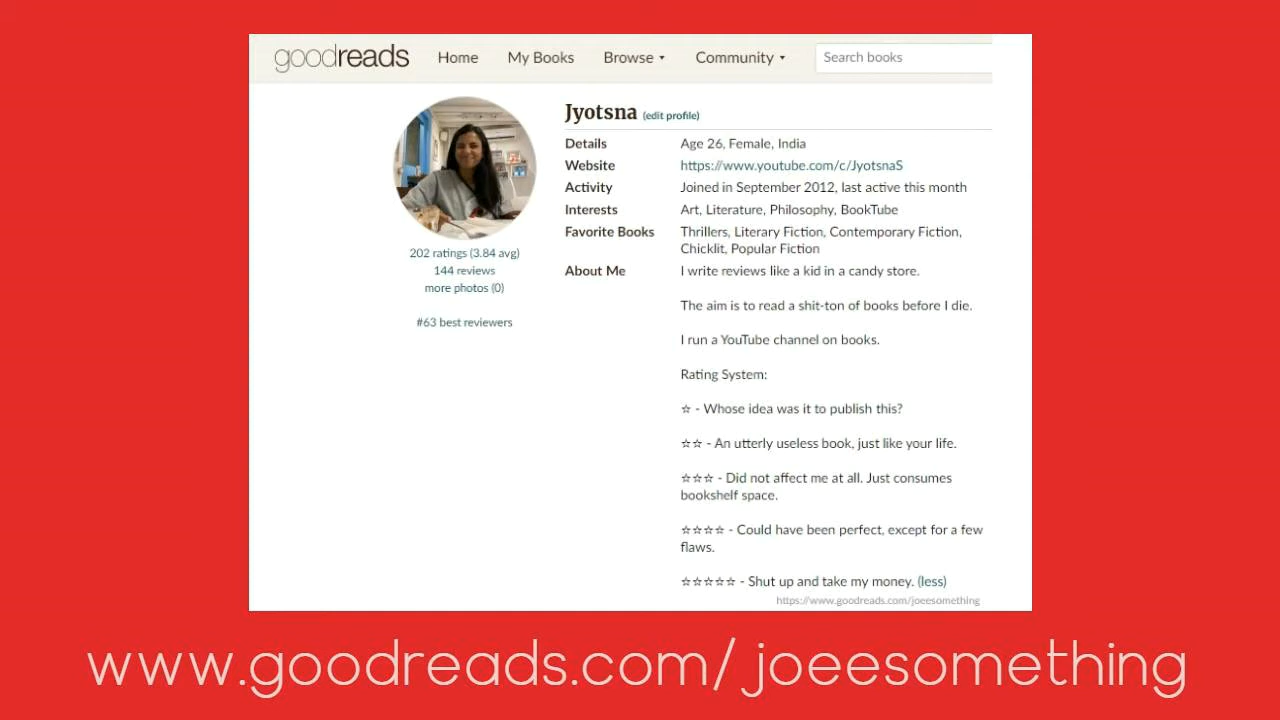 goodreads Home My Books Browse Community Search books
Jyotsna (edit profile)
Details Age 26, Female, India
Website https://www.youtube.com/c/JyotsnaS
Activity Joined in September 2012, last active this month
Interests Art, Literature, Philosophy, BookTube
Favorite Books Thrillers, Literary Fiction, Contemporary Fiction,
Chicklit, Popular Fiction
202 ratings (3.84 avg)
144 reviews
more photos (0)
#63 best reviewers
About Me I write reviews like a kid in a candy store.
The aim is to read a shit-ton of books before I die.
I run a YouTube channel on books.
Rating System:
☆ - Whose idea was it to publish this?
☆☆ - An utterly useless book, just like your life.
☆☆☆ - Did not affect me at all. Just consumes
bookshelf space.
☆☆☆☆ - Could have been perfect, except for a few
flaws.
☆☆☆☆☆ - Shut up and take my money. (less)
https://www.goodreads.com/joeesomething
www.goodreads.com/joeesomething